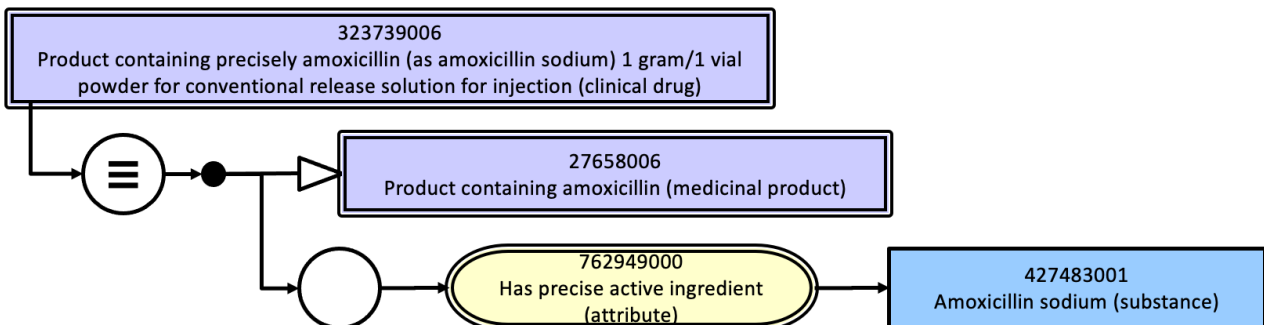 323739006
Product containing precisely amoxicillin (as amoxicillin sodium) 1 gram/1 vial
powder for conventional release solution for injection (clinical drug)
27658006
Product containing amoxicillin (medicinal product)
762949000
Has precise active ingredient
(attribute)
427483001
Amoxicillin sodium (substance)